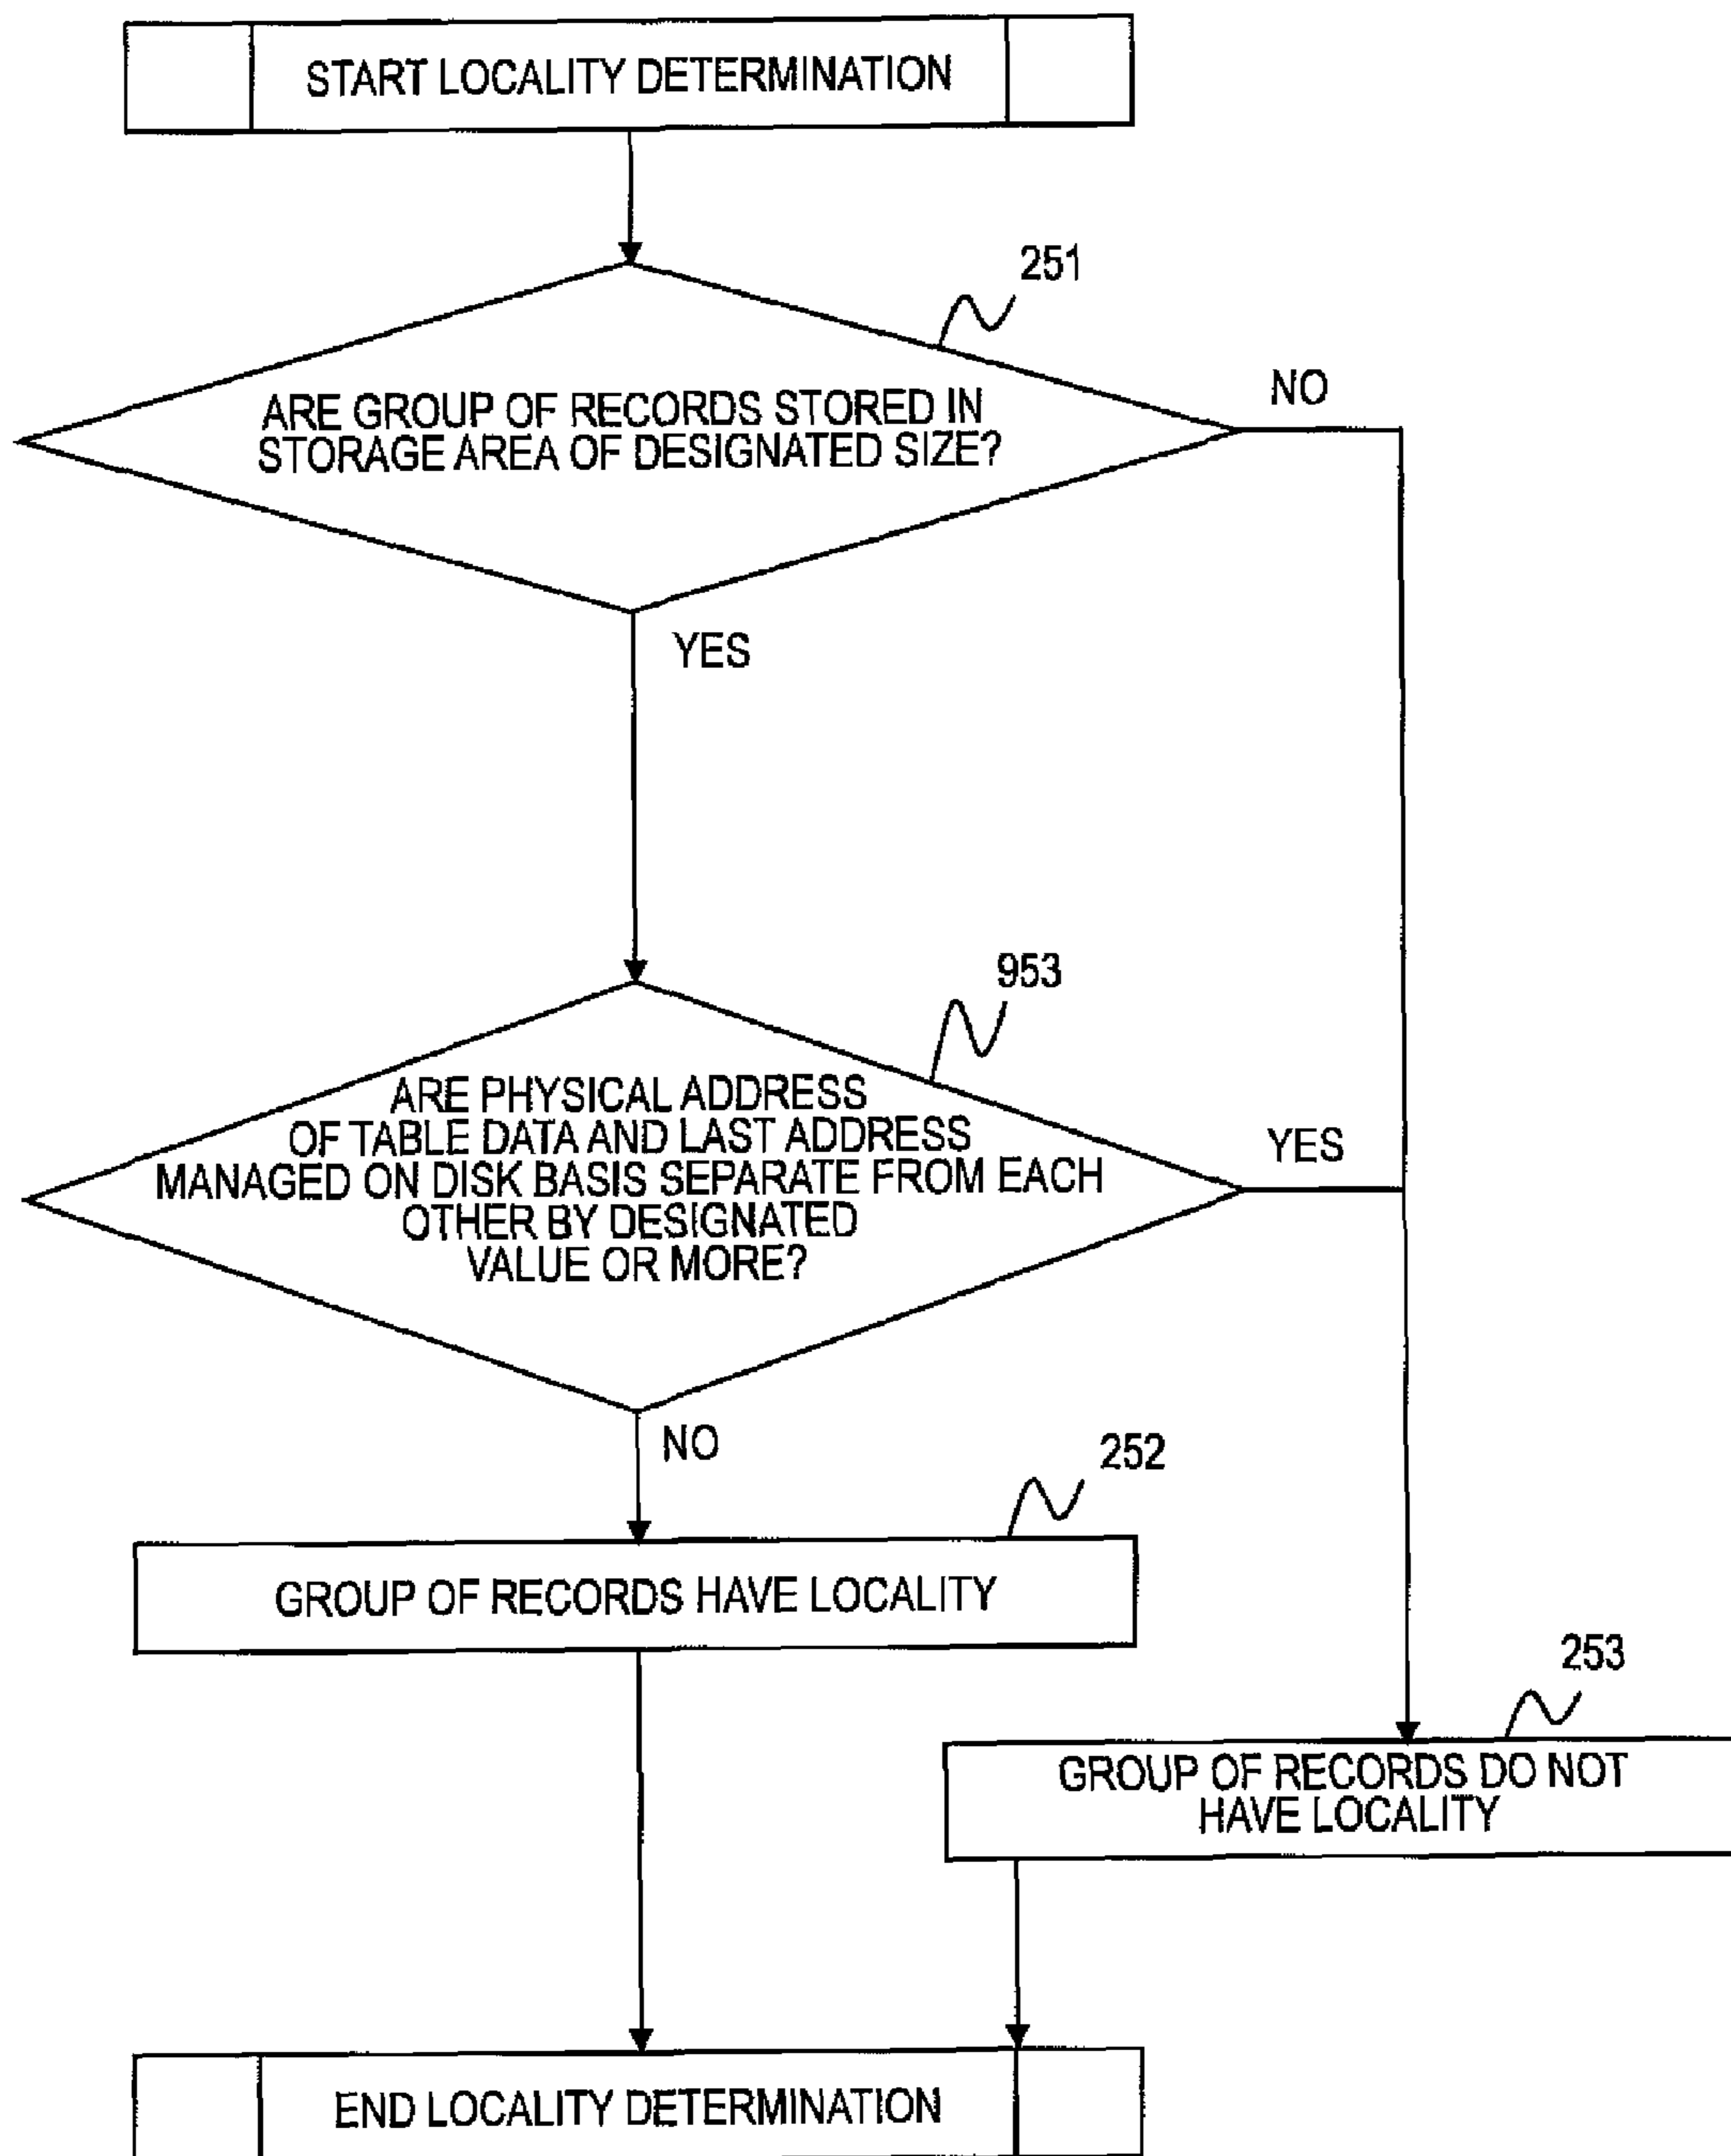 START LOCALITY DETERMINATION
251
NO
ARE GROUP OF RECORDS STORED IN
STORAGE AREA OF DESIGNATED SIZE?
YES
953
ARE PHYSICAL ADDRESS
OF TABLE DATA AND LAST ADDRESS
MANAGED ON DISK BASIS SEPARATE FROM EACH
OTHER BY DESIGNATED
VALUE OR MORE?
YES
NO
252
GROUP OF RECORDS HAVE LOCALITY
253
GROUP OF RECORDS DO NOT
HAVE LOCALITY
END LOCALITY DETERMINATION